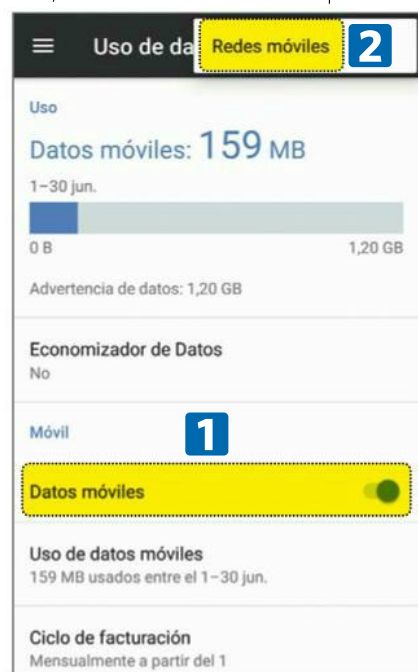 Uso de da
Redes móviles
2
Uso
Datos móviles: 159 MB
1–30 jun.
0 B 1,20 GB
Advertencia de datos: 1,20 GB
Economizador de Datos
No
Móvil
1
Datos móviles
Uso de datos móviles
159 MB usados entre el 1–30 jun.
Ciclo de facturación
Mensualmente a partir del 1